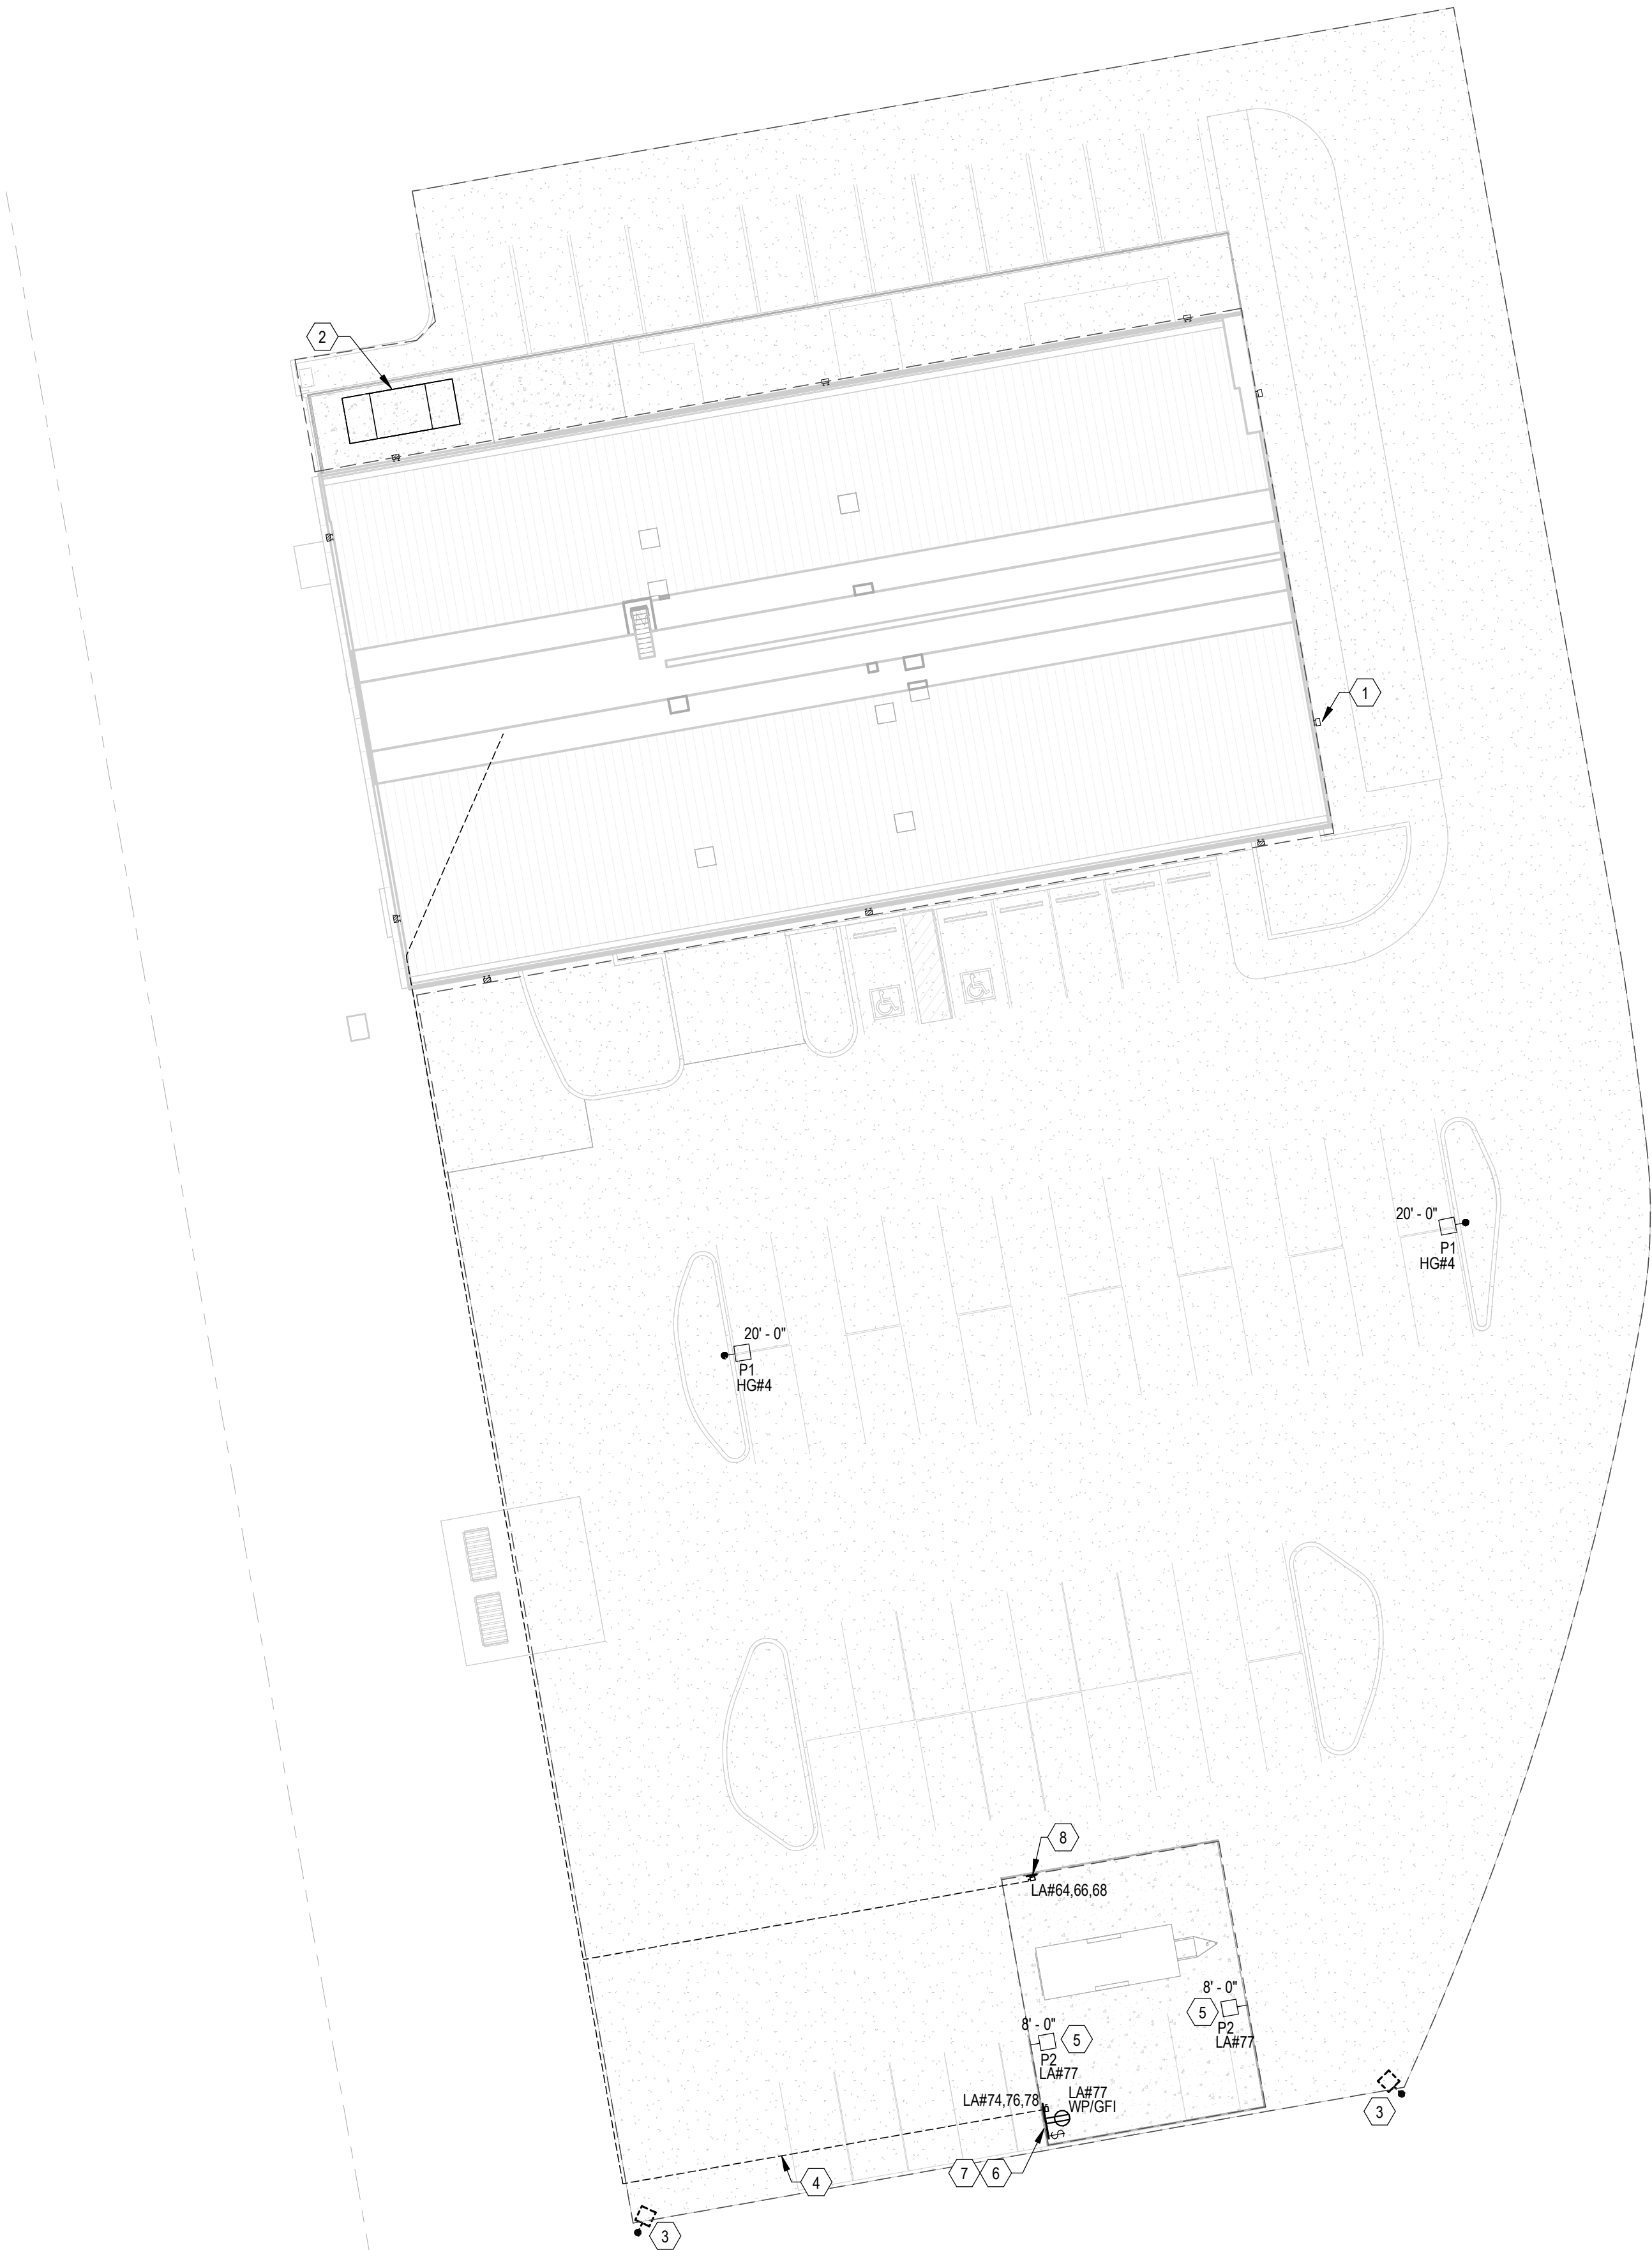 2
1
20' - 0"
P1
HG#4
20' - 0"
P1
HG#4
8
LA#64,66,68
8' - 0"
5
P2
LA#77
8' - 0"
5
P2
LA#77
LA#74,76,78
LA#77
WP/GFI
S
3
7
6
4
3